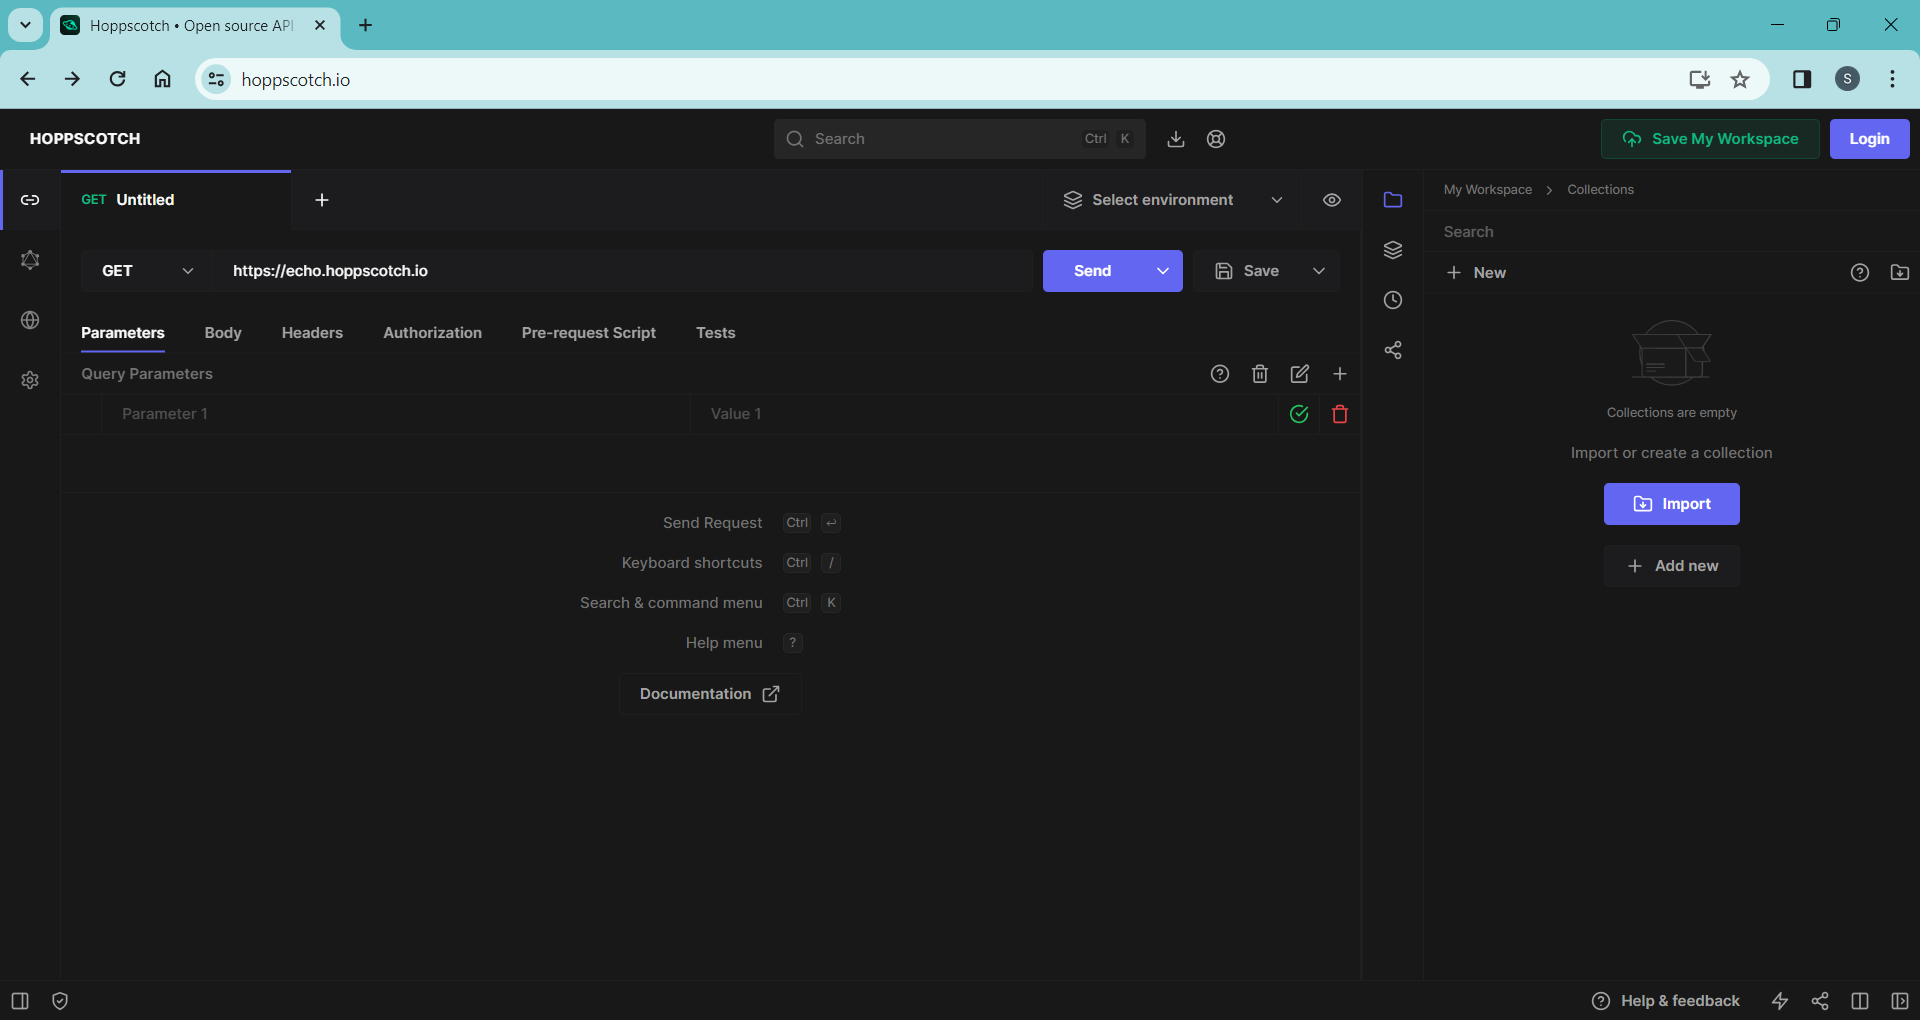 Hoppscotch • Open source API
hoppscotch.io
HOPPSCOTCH
Search Ctrl K
Save My Workspace
Login
GET Untitled
Select environment
My Workspace > Collections
Search
GET https://echo.hoppscotch.io Send Save
New
Parameters Body Headers Authorization Pre-request Script Tests
Query Parameters
Parameter 1 Value 1
Collections are empty
Import or create a collection
Import
Add new
Send Request Ctrl ↩
Keyboard shortcuts Ctrl /
Search & command menu Ctrl K
Help menu ?
Documentation
Help & feedback
S